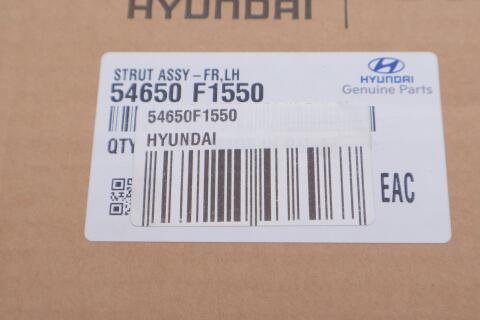 HYUNDAI
STRUT ASSY - FR,LH
54650 F1550
HYUNDAI
Genuine Parts
54650F1550
QTY
HYUNDAI
EAC